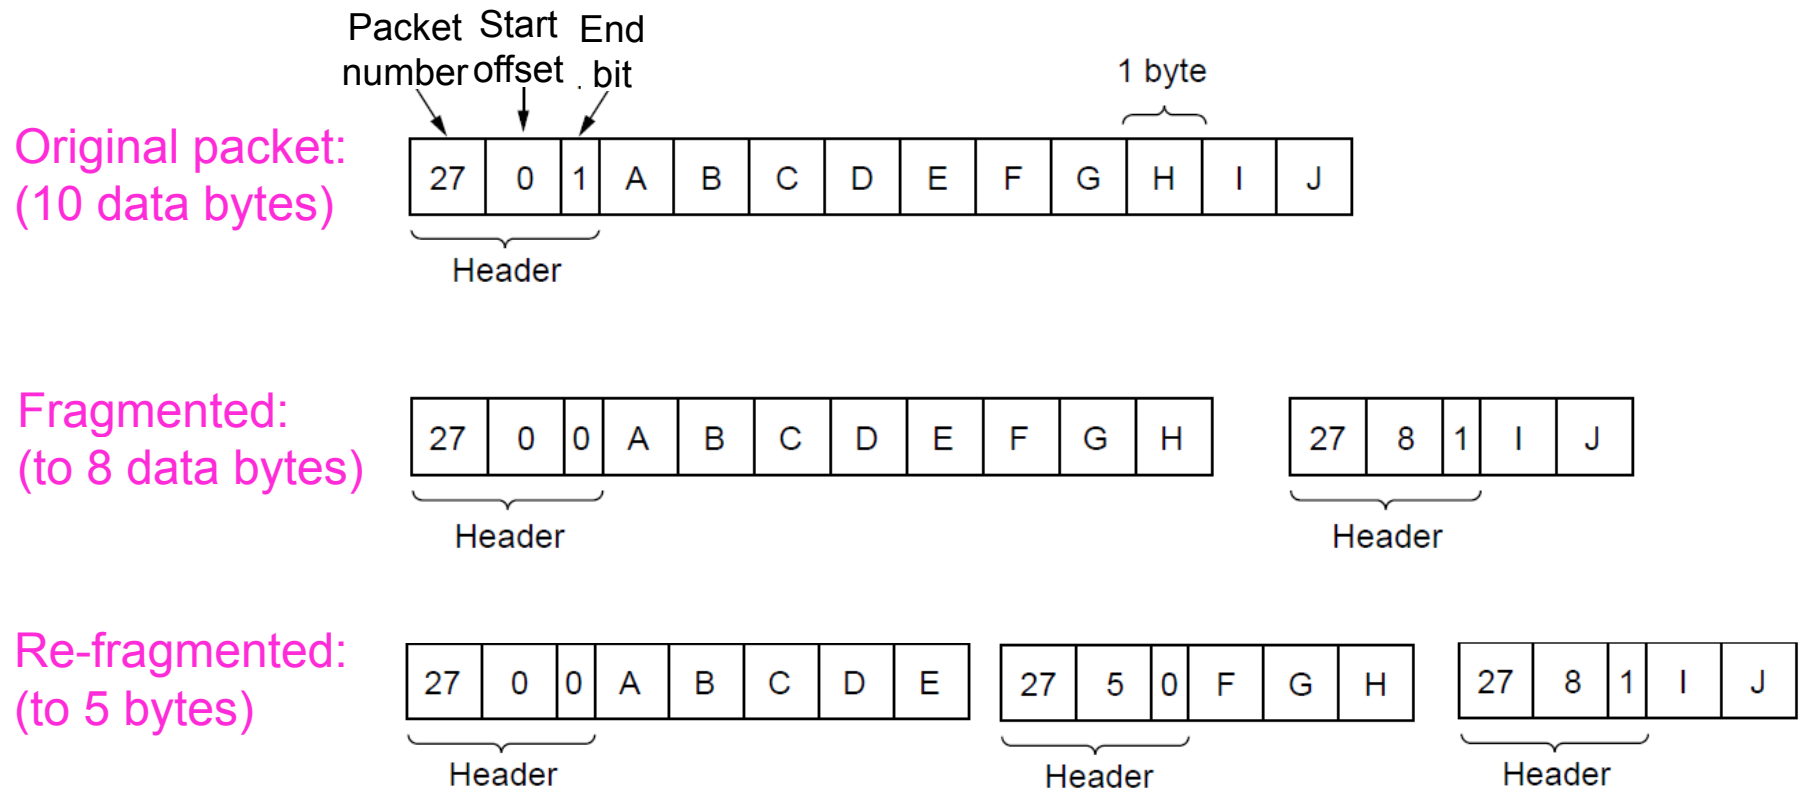 Packet Start End
number offset bit
1 byte
Original packet:
(10 data bytes)
27 0 1 A B C D E F G H I J
Header
Fragmented:
(to 8 data bytes)
27 0 0 A B C D E F G H
27 8 1 I J
Header
Header
Re-fragmented:
(to 5 bytes)
27 0 0 A B C D E
27 5 0 F G H
27 8 1 I J
Header
Header
Header